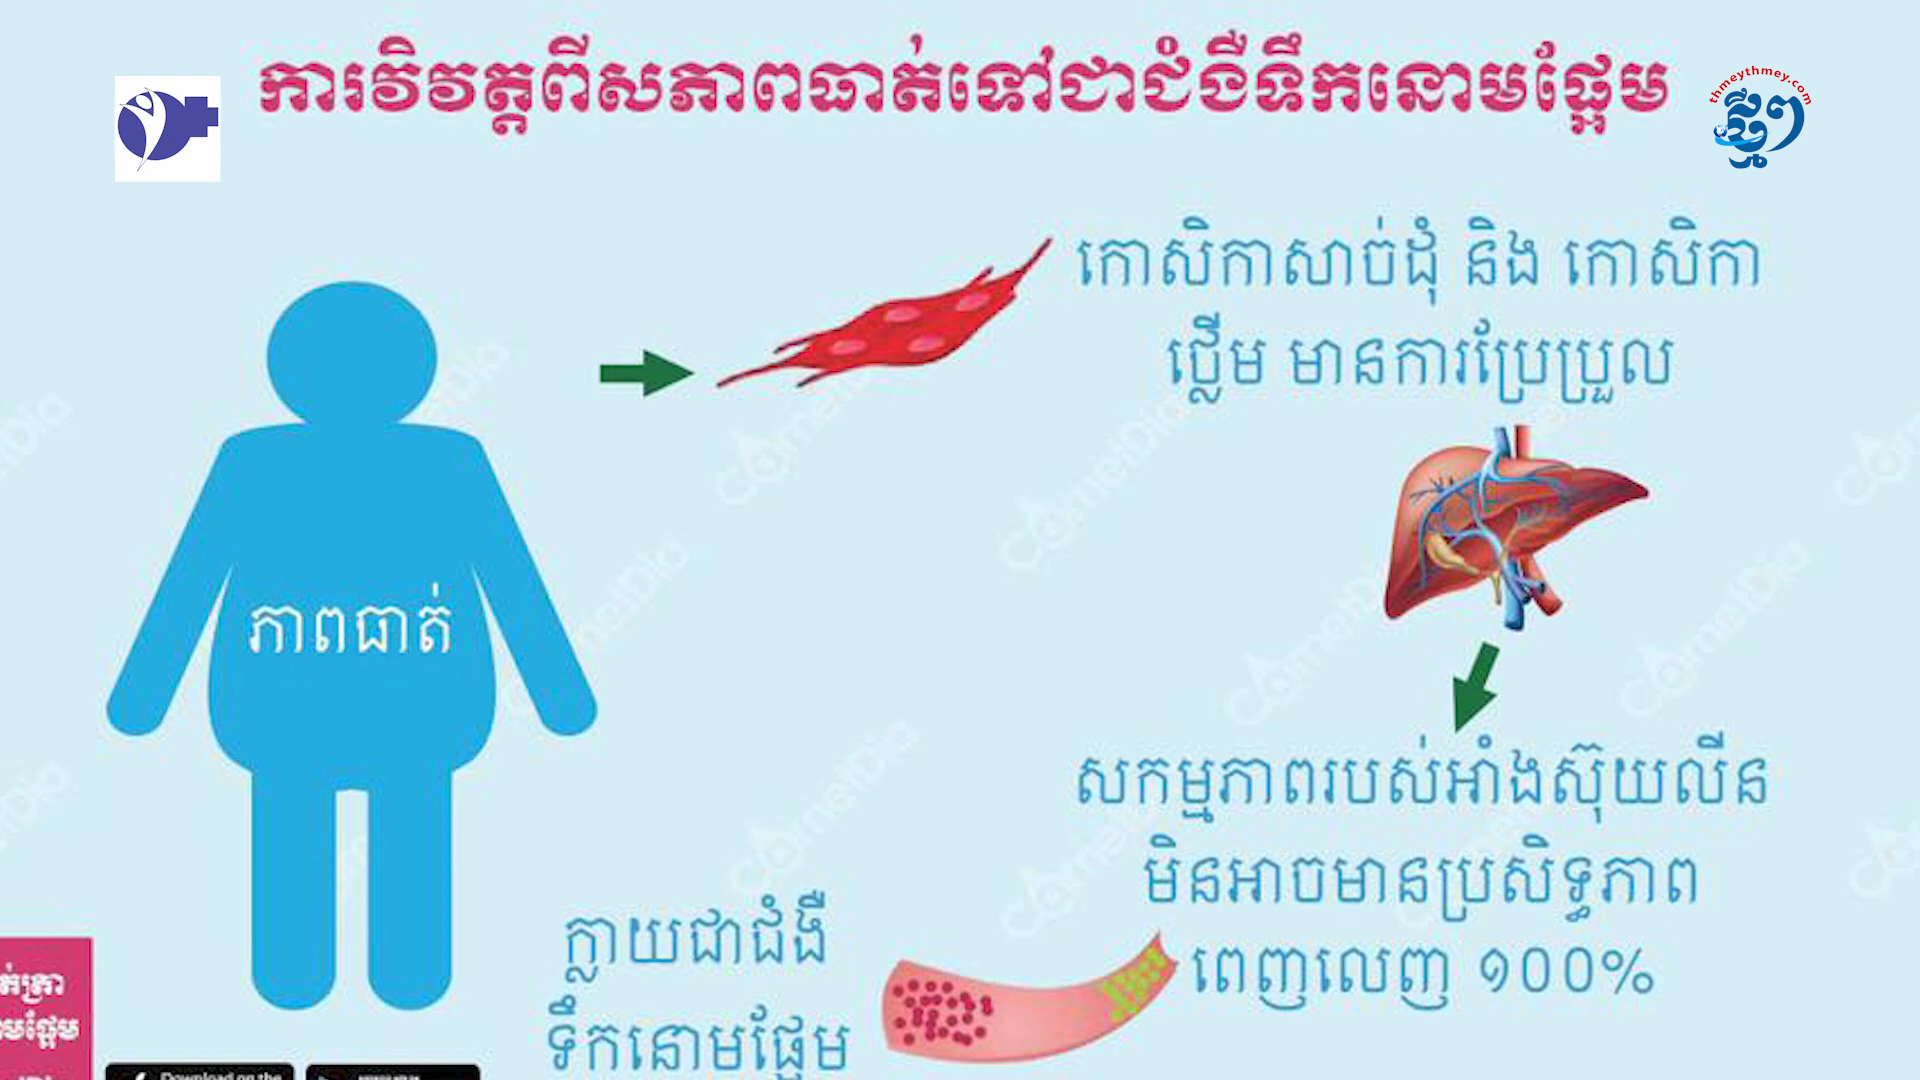 ការវិវត្តពីសភាពធាត់ទៅជាជំងឺទឹកនោមផ្អែម
thmeythmey.com
ថ្មីៗ
កោសិកាសាច់ដុំ និង កោសិកា
ថ្លើម មានការប្រែប្រួល
ភាពធាត់
សកម្មភាពរបស់អាំងស៊ុយលីន
មិនអាចមានប្រសិទ្ធភាព
ពេញលេញ ១០០%
ក្លាយជាជំងឺ
ទឹកនោមផ្អែម
Download on the